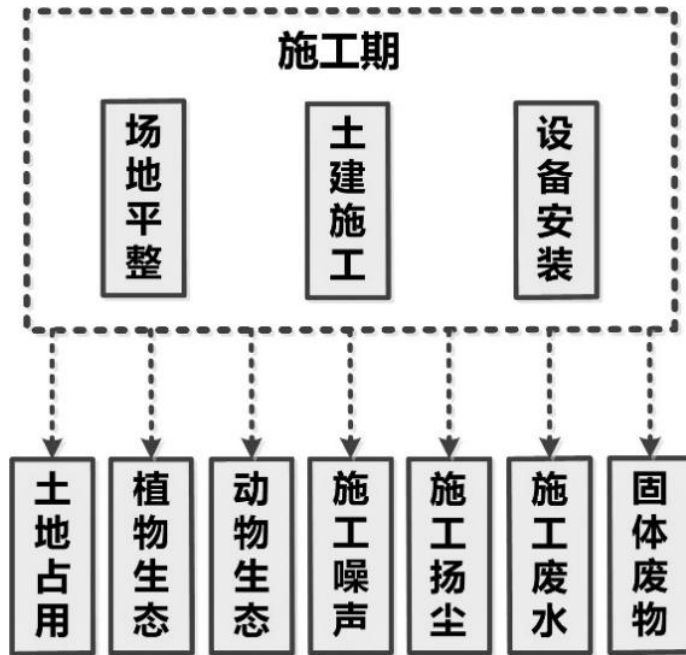 施工期
场地平整
土建施工
设备安装
土地占用
植物生态
动物生态
施工噪声
施工扬尘
施工废水
固体废物